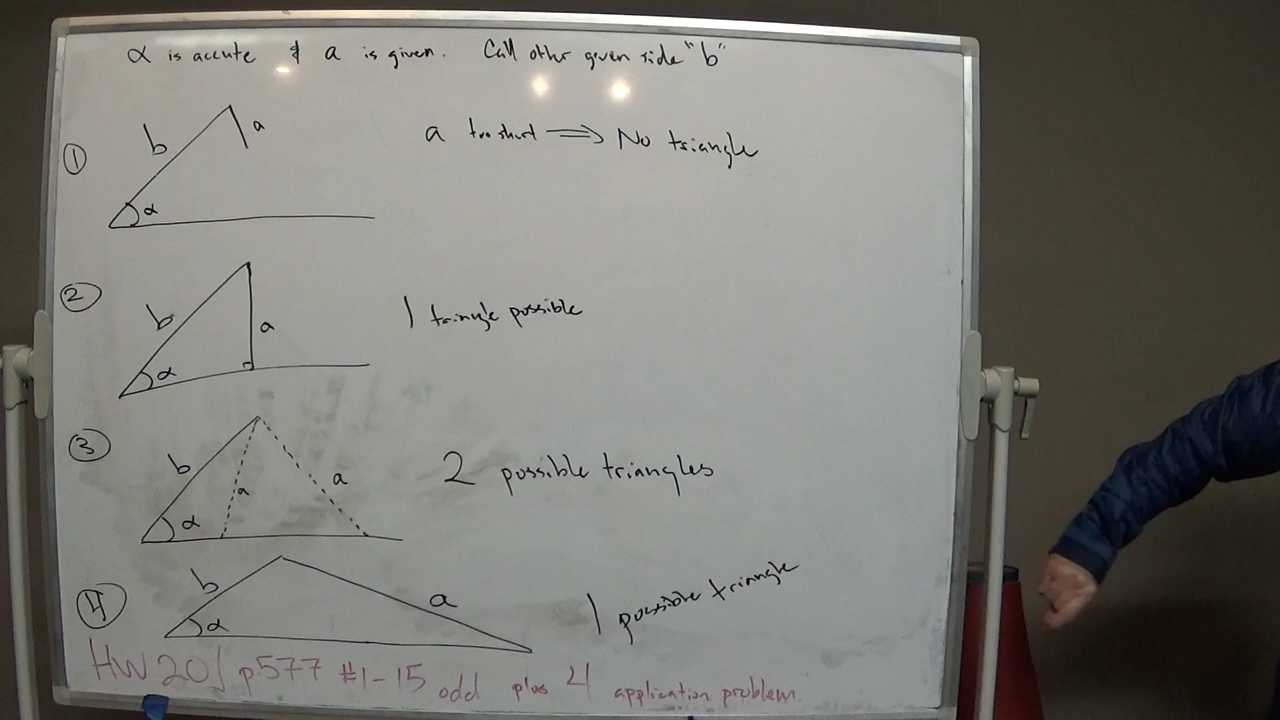 α is accute & a is given. Call other given side "b"
① b a α a too short ⟹ No triangle
② b a α 1 triangle possible
③ b a a α 2 possible triangles
④ b a α 1 possible triangle
HW 20 p577 #1-15 odd plus 4 application problem.